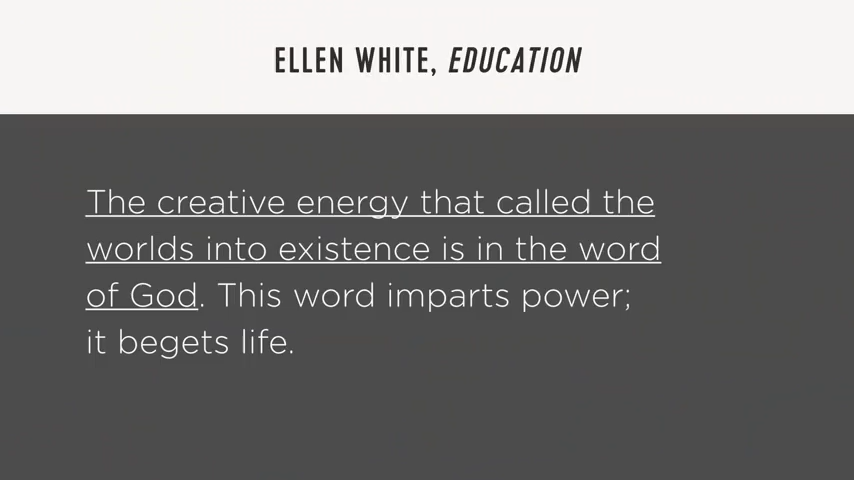 ELLEN WHITE, EDUCATION
The creative energy that called the
worlds into existence is in the word
of God. This word imparts power;
it begets life.